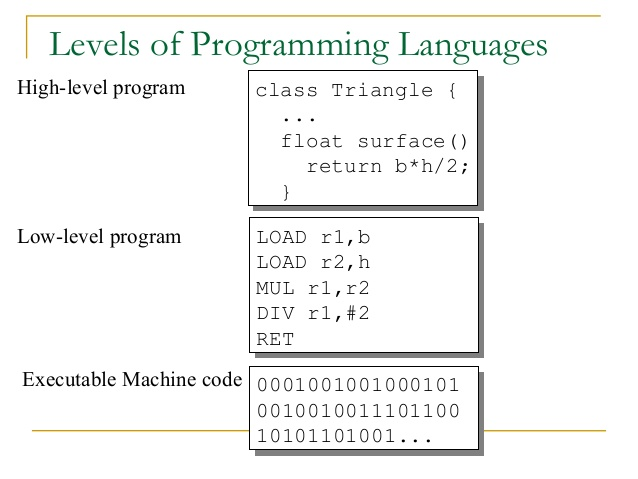 Levels of Programming Languages
High-level program
class Triangle {
...
float surface()
return b*h/2;
}
Low-level program
LOAD r1,b
LOAD r2,h
MUL r1,r2
DIV r1,#2
RET
Executable Machine code
0001001001000101
0010010011101100
10101101001...